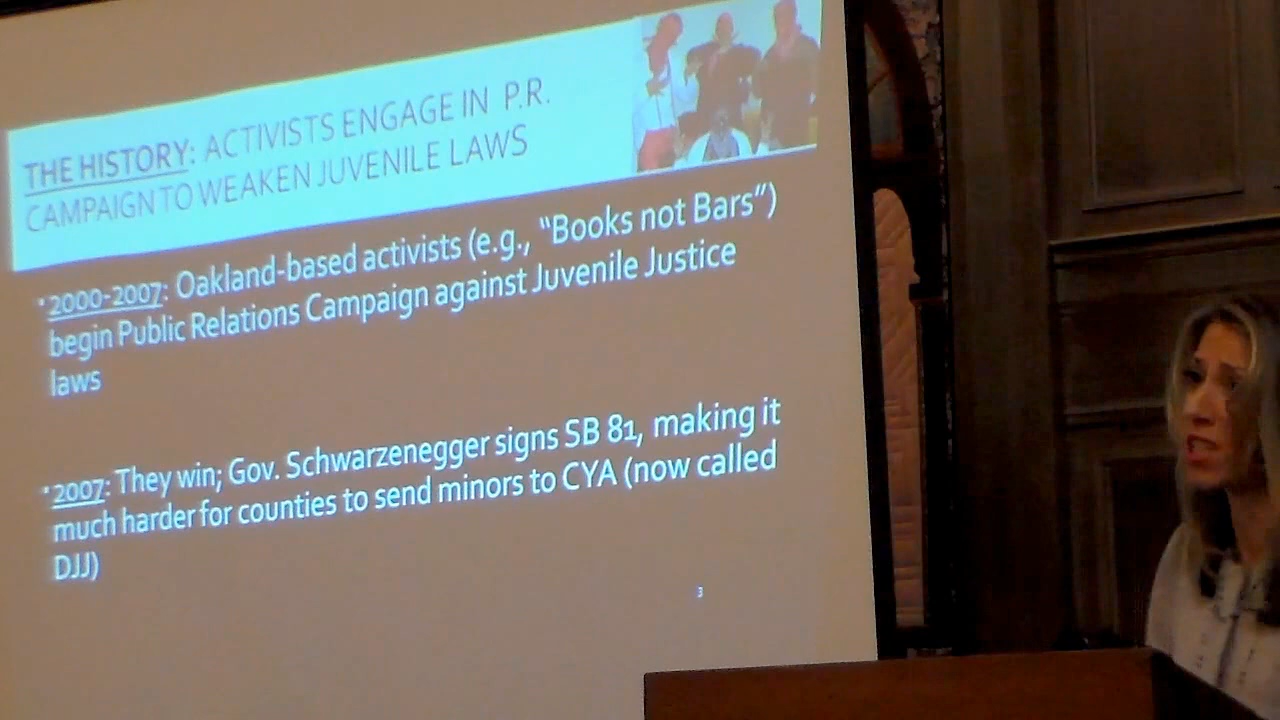 THE HISTORY: ACTIVISTS ENGAGE IN P.R.
CAMPAIGN TO WEAKEN JUVENILE LAWS
2000-2007: Oakland-based activists (e.g., “Books not Bars”)
begin Public Relations Campaign against Juvenile Justice
laws
2007: They win; Gov. Schwarzenegger signs SB 81, making it
much harder for counties to send minors to CYA (now called
DJJ)
3